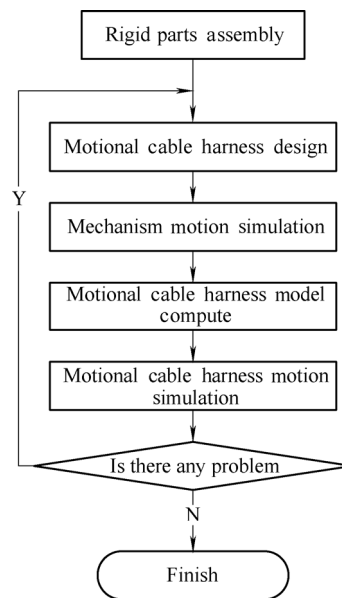 Rigid parts assembly
Motional cable harness design
Y
Mechanism motion simulation
Motional cable harness model
compute
Motional cable harness motion
simulation
Is there any problem
N
Finish